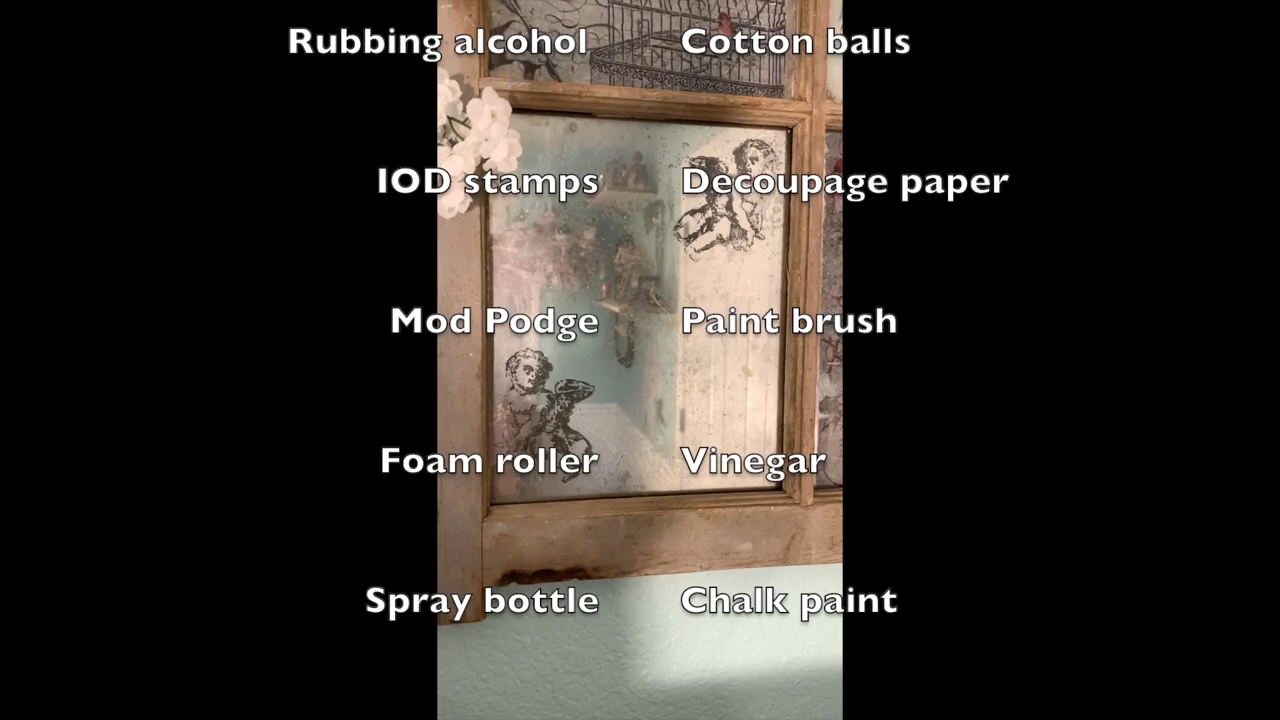 Rubbing alcohol
Cotton balls
IOD stamps
Decoupage paper
Mod Podge
Paint brush
Foam roller
Vinegar
Spray bottle
Chalk paint